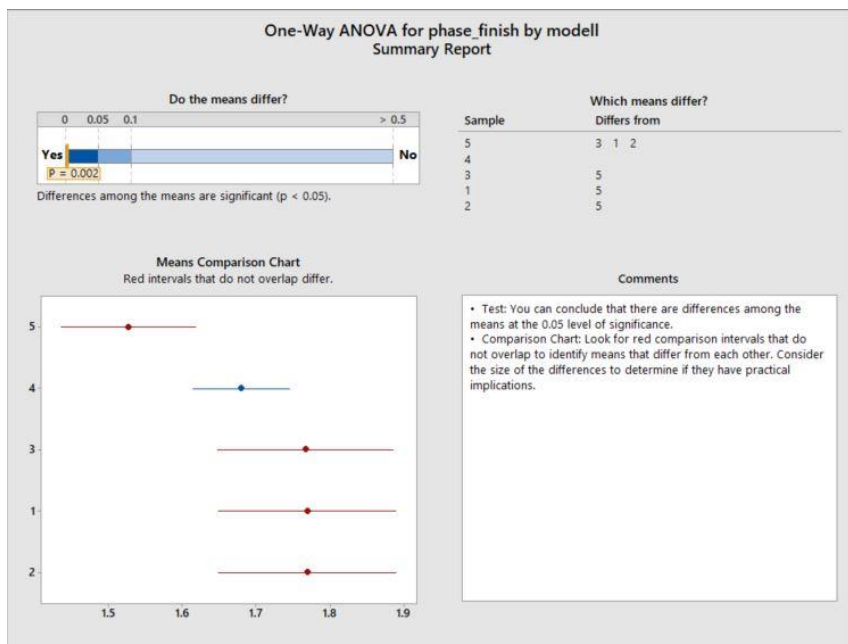 One-Way ANOVA for phase_finish by modell
Summary Report
Do the means differ?
0 0.05 0.1 > 0.5
Yes No
P = 0.002
Differences among the means are significant (p < 0.05).
Which means differ?
Sample Differs from
5 3 1 2
4
3 5
1 5
2 5
Means Comparison Chart
Red intervals that do not overlap differ.
5
4
3
1
2
1.5 1.6 1.7 1.8 1.9
Comments
• Test: You can conclude that there are differences among the
means at the 0.05 level of significance.
• Comparison Chart: Look for red comparison intervals that do
not overlap to identify means that differ from each other. Consider
the size of the differences to determine if they have practical
implications.